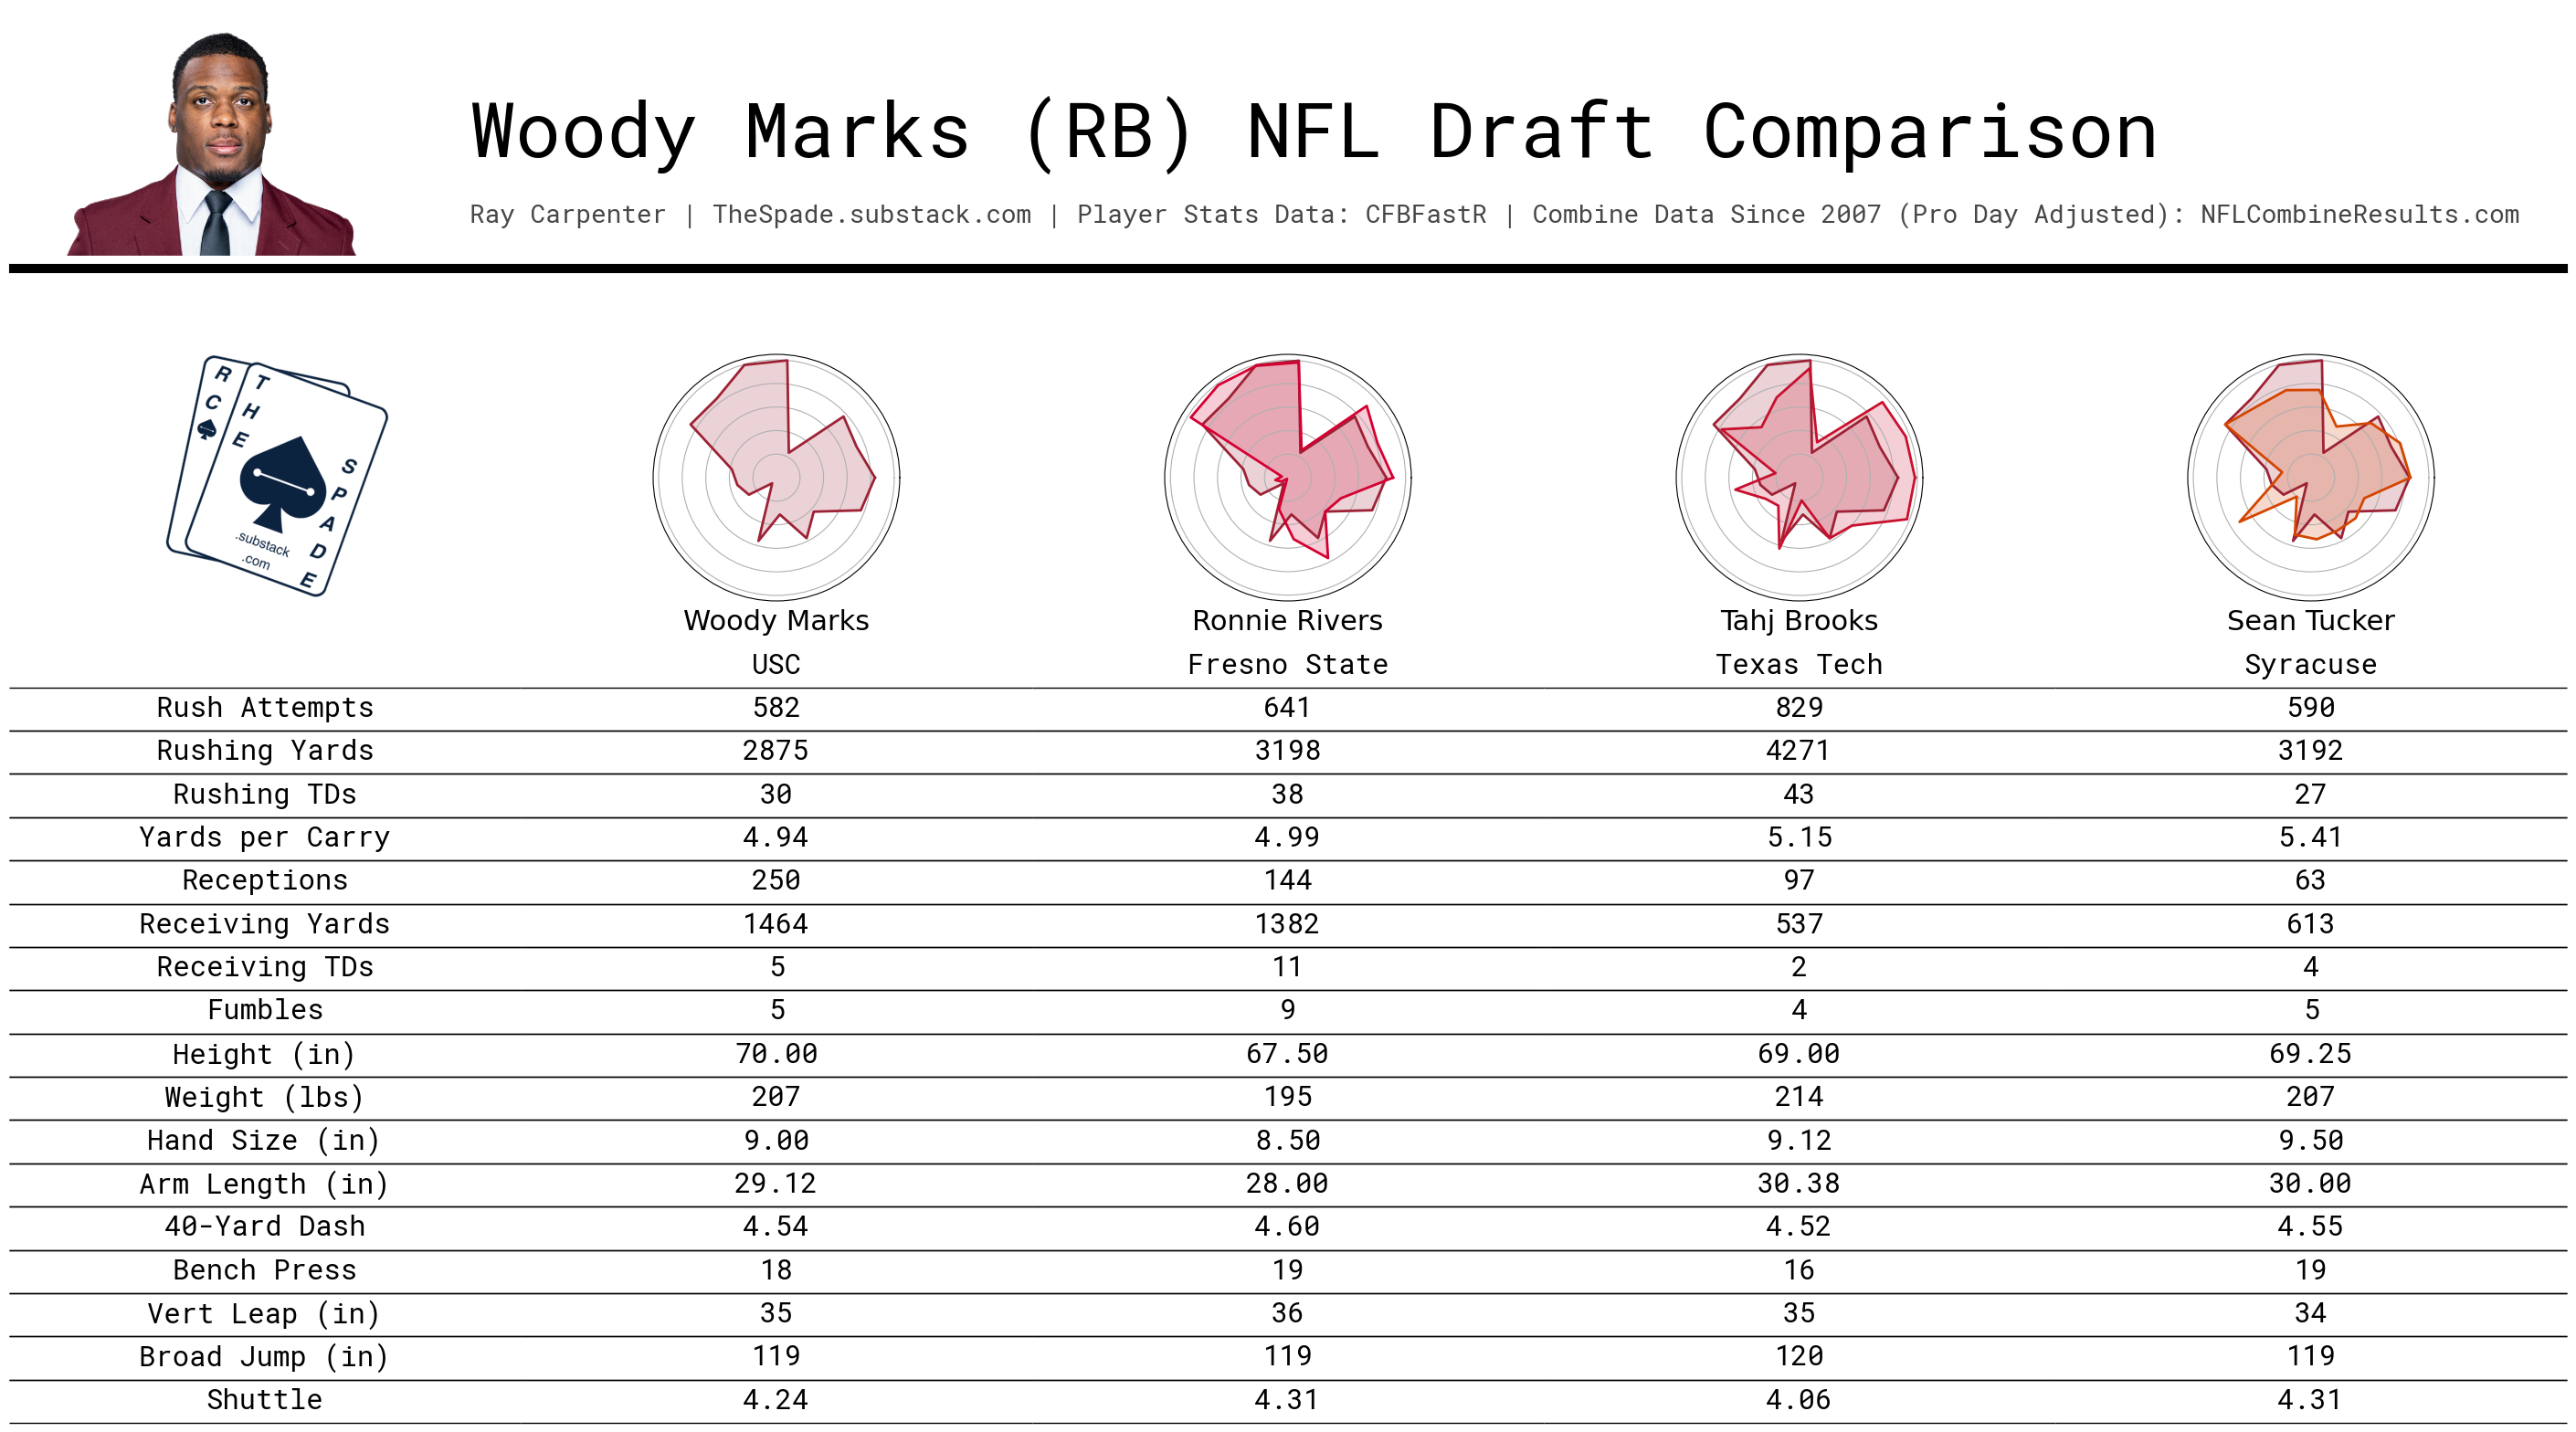 Woody Marks (RB) NFL Draft Comparison
Ray Carpenter | TheSpade.substack.com | Player Stats Data: CFBFastR | Combine Data Since 2007 (Pro Day Adjusted): NFLCombineResults.com
RC
THE
SPADE
.substack
.com
Woody Marks Ronnie Rivers Tahj Brooks Sean Tucker
USC Fresno State Texas Tech Syracuse
Rush Attempts 582 641 829 590
Rushing Yards 2875 3198 4271 3192
Rushing TDs 30 38 43 27
Yards per Carry 4.94 4.99 5.15 5.41
Receptions 250 144 97 63
Receiving Yards 1464 1382 537 613
Receiving TDs 5 11 2 4
Fumbles 5 9 4 5
Height (in) 70.00 67.50 69.00 69.25
Weight (lbs) 207 195 214 207
Hand Size (in) 9.00 8.50 9.12 9.50
Arm Length (in) 29.12 28.00 30.38 30.00
40-Yard Dash 4.54 4.60 4.52 4.55
Bench Press 18 19 16 19
Vert Leap (in) 35 36 35 34
Broad Jump (in) 119 119 120 119
Shuttle 4.24 4.31 4.06 4.31